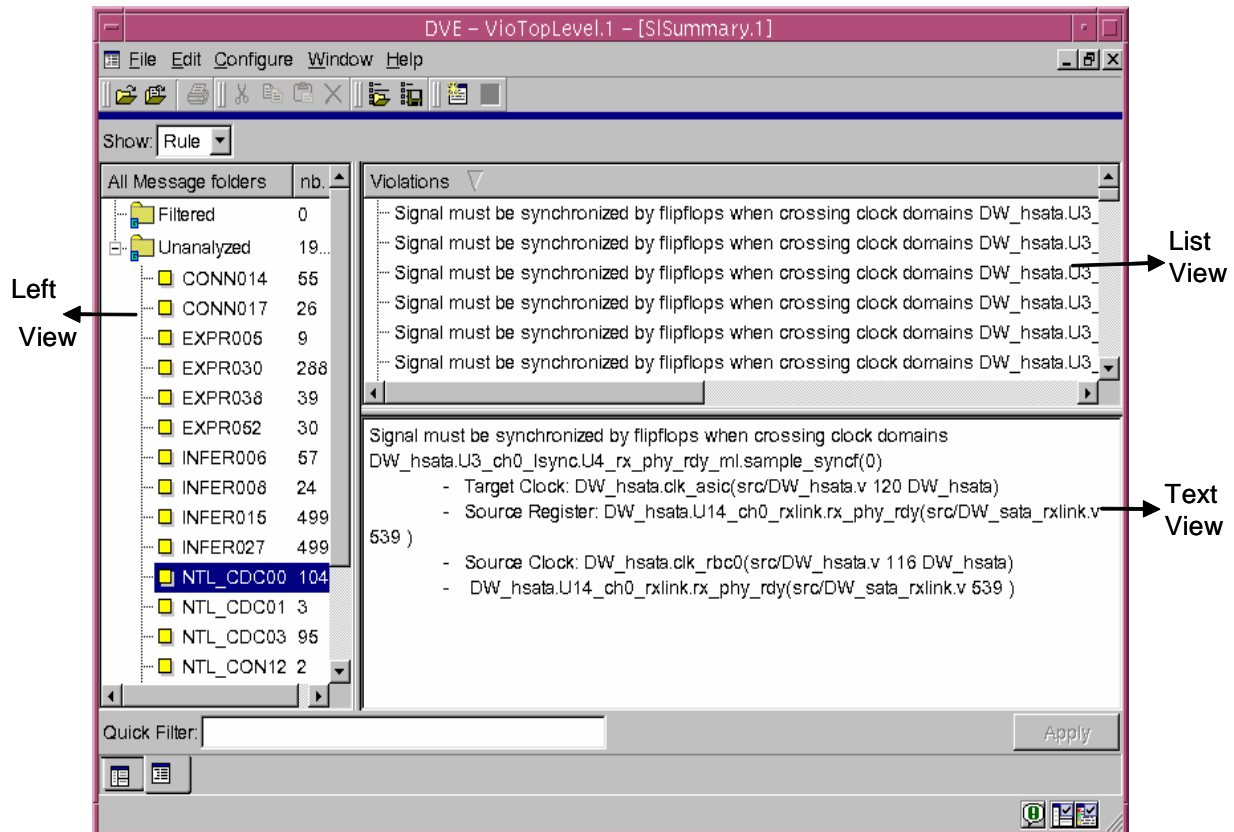 DVE – VioTopLevel.1 – [SlSummary.1]
File Edit Configure Window Help
Show: Rule
All Message folders nb.
Filtered 0
Unanalyzed 19...
CONN014 55
CONN017 26
EXPR005 9
EXPR030 288
EXPR038 39
EXPR052 30
INFER006 57
INFER008 24
INFER015 499
INFER027 499
NTL_CDC00 104
NTL_CDC01 3
NTL_CDC03 95
NTL_CON12 2
Left
View
Violations
Signal must be synchronized by flipflops when crossing clock domains DW_hsata.U3_
Signal must be synchronized by flipflops when crossing clock domains DW_hsata.U3_
Signal must be synchronized by flipflops when crossing clock domains DW_hsata.U3
Signal must be synchronized by flipflops when crossing clock domains DW_hsata.U3_
Signal must be synchronized by flipflops when crossing clock domains DW_hsata.U3_
Signal must be synchronized by flipflops when crossing clock domains DW_hsata.U3_
List
View
Signal must be synchronized by flipflops when crossing clock domains
DW_hsata.U3_ch0_lsync.U4_rx_phy_rdy_ml.sample_syncf(0)
- Target Clock: DW_hsata.clk_asic(src/DW_hsata.v 120 DW_hsata)
- Source Register: DW_hsata.U14_ch0_rxlink.rx_phy_rdy(src/DW_sata_rxlink.v
539 )
- Source Clock: DW_hsata.clk_rbc0(src/DW_hsata.v 116 DW_hsata)
- DW_hsata.U14_ch0_rxlink.rx_phy_rdy(src/DW_sata_rxlink.v 539 )
Text
View
Quick Filter:
Apply